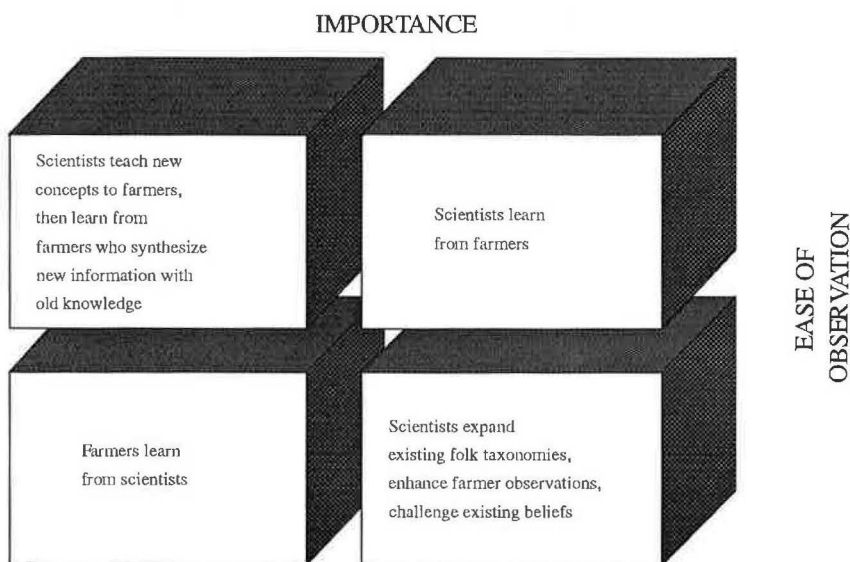 IMPORTANCE
Scientists teach new
concepts to farmers,
then learn from
farmers who synthesize
new information with
old knowledge
Scientists learn
from farmers
EASE OF
OBSERVATION
Farmers learn
from scientists
Scientists expand
existing folk taxonomies,
enhance farmer observations,
challenge existing beliefs